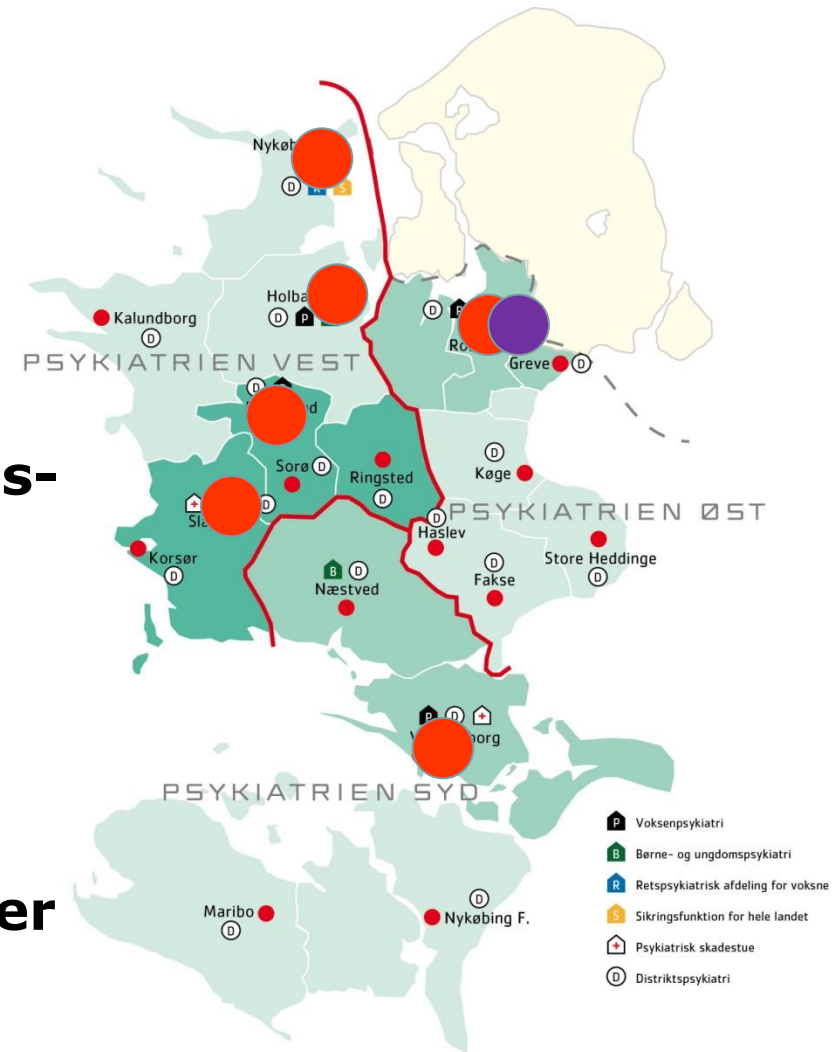 D
S
D
P
Kalundborg
D
D
PSYKIATRIEN VEST
Greve D
D
s-
Sorø D
Ringsted
D
D
Køge
D
PSYKIATRIEN ØST
D
Haslev
Store Heddinge
D
Korsør
D
D
Fakse
B D
Næstved
P D
PSYKIATRIEN SYD
P Voksenpsykiatri
B Børne- og ungdomspsykiatri
R Retspsykiatrisk afdeling for voksne
S Sikringsfunktion for hele landet
Psykiatrisk skadestue
D Distriktspsykiatri
er
Maribo
D
D
Nykøbing F.